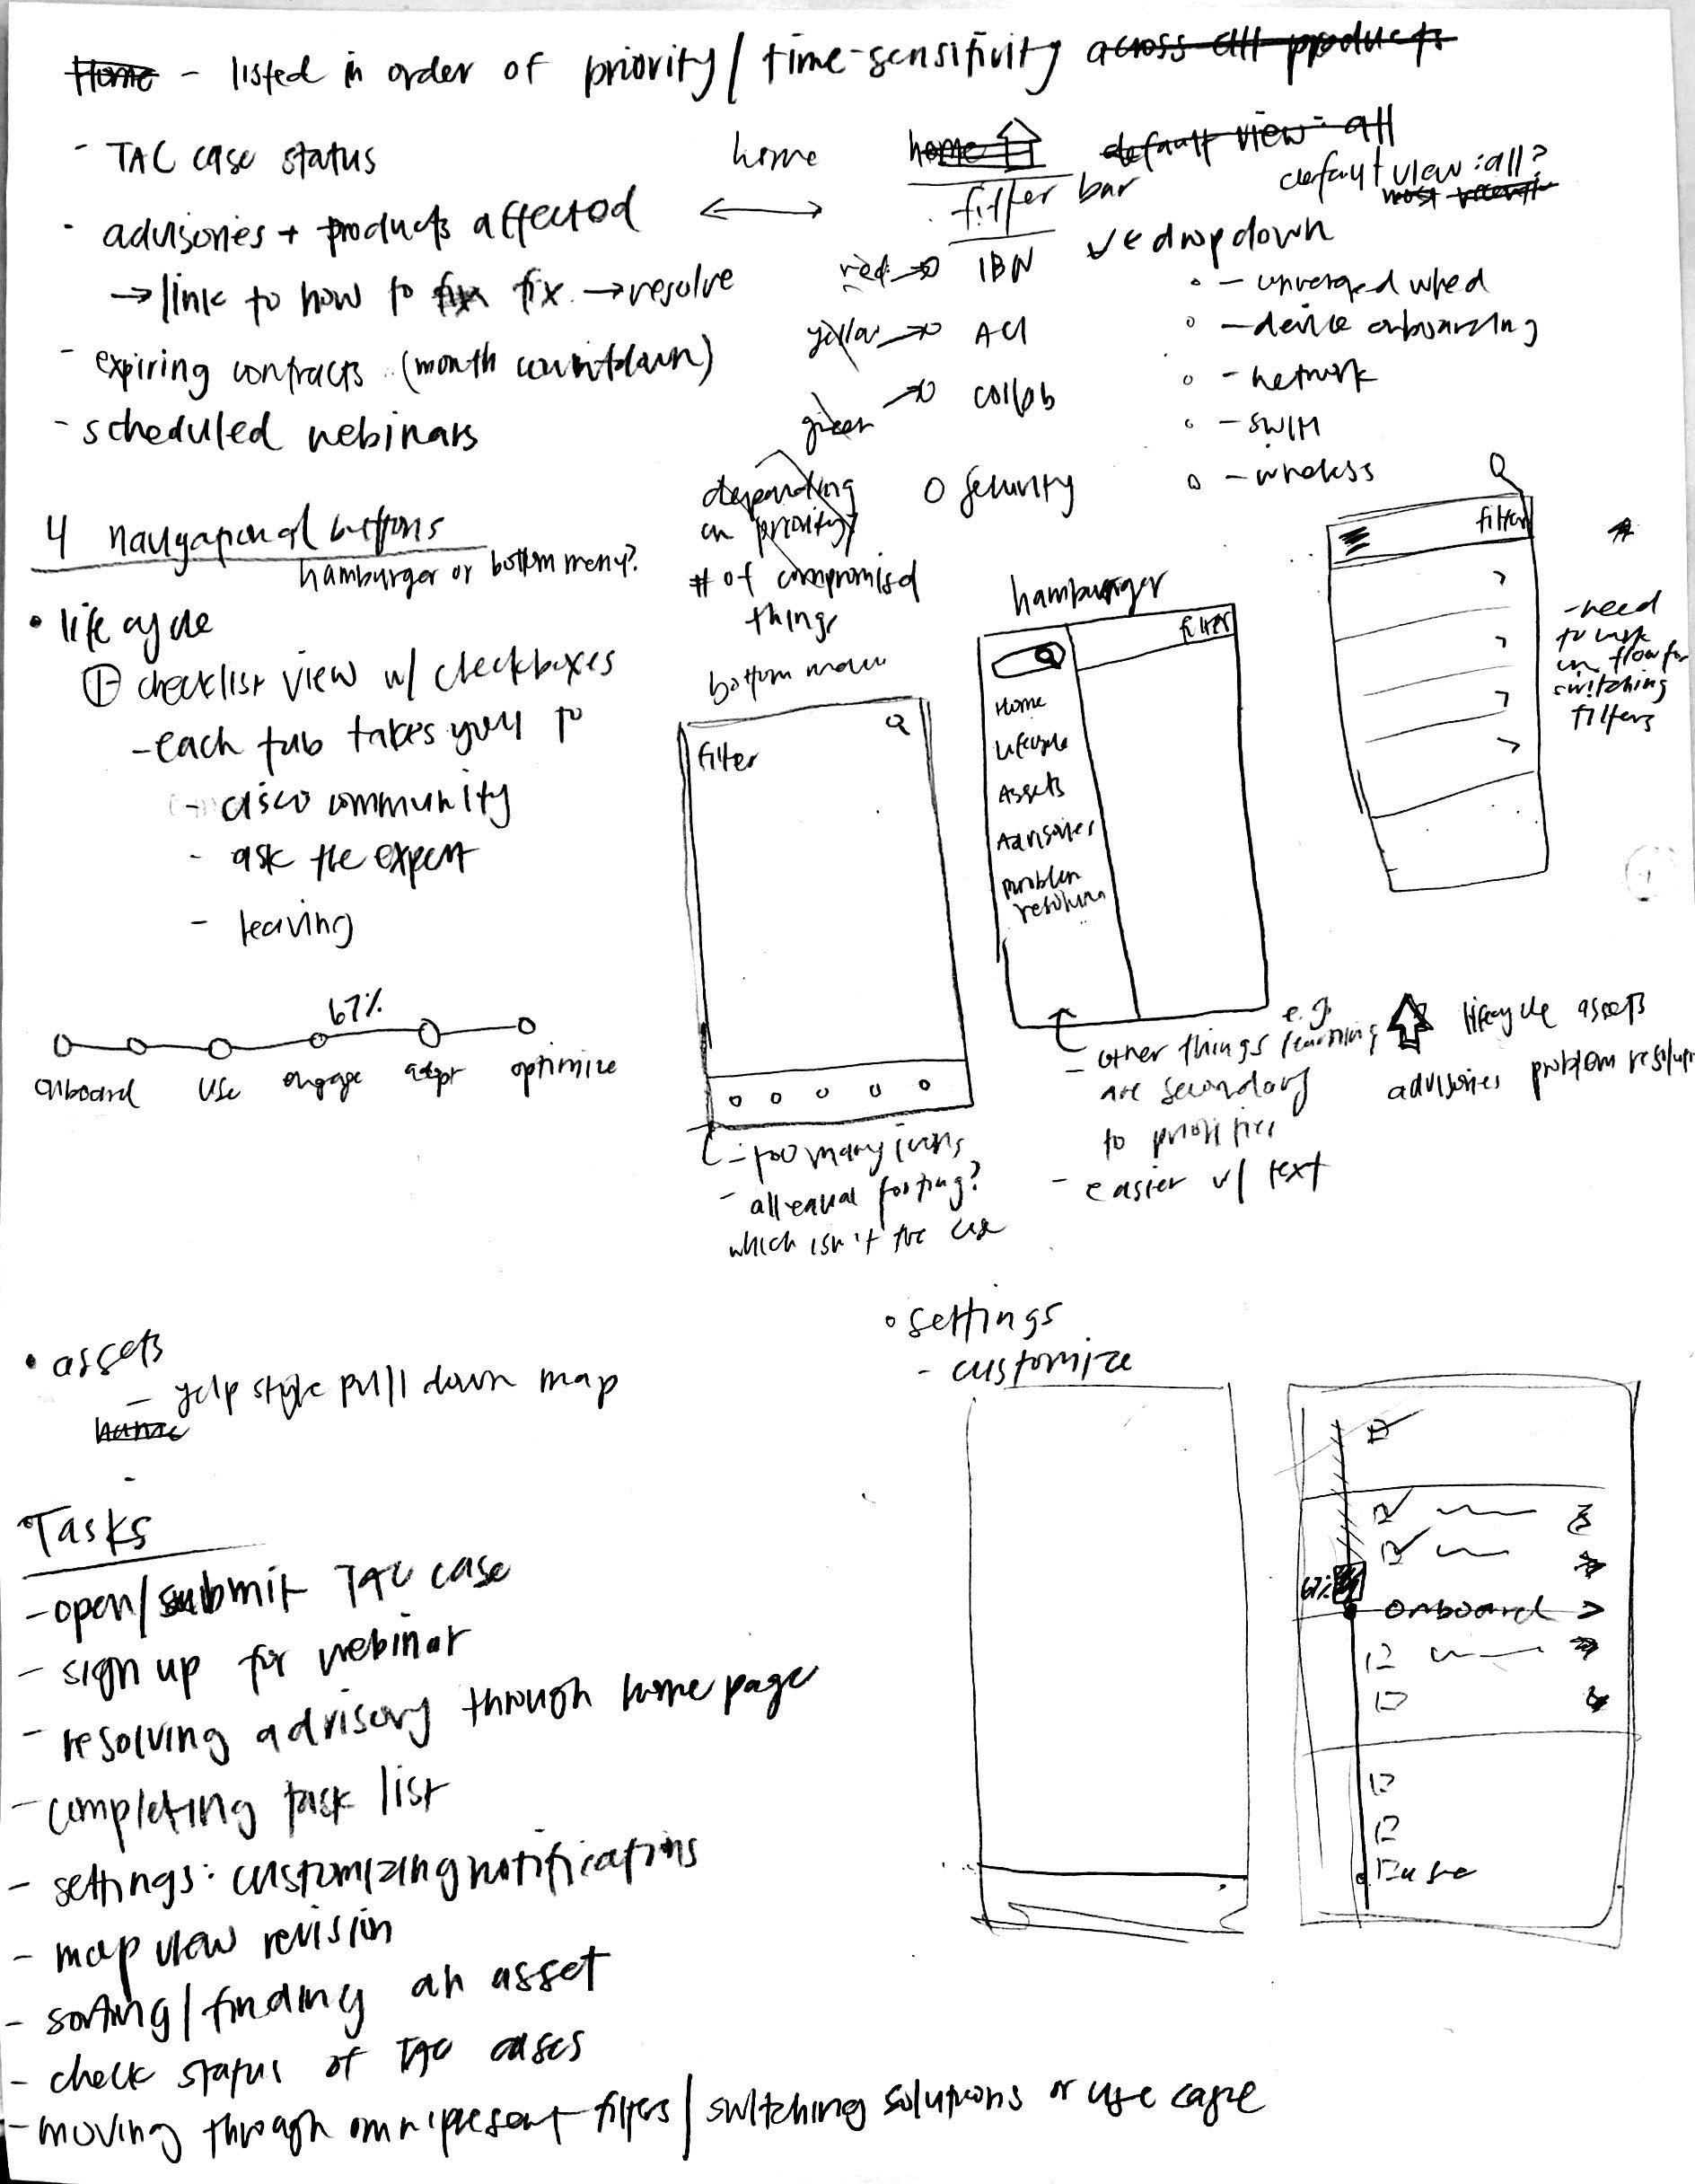 Home - listed in order of priority / time-sensitivity across all products
- TAC case status
- advisories + products affected
→ link to how to fix fix → resolve
- expiring contracts (month countdown)
- scheduled webinars
home
home
default view: all
default view: all?
most
filter bar
red → IBN
yellow → ACI
green → collab
security
depending
on priority?
# of compromised
things
✓ dropdown
- device onboarding
- network
- SWIM
- wireless
4 navigational buttons
hamburger or bottom menu?
• lifecycle
① checklist view w/ checkboxes
- each tab takes you to
- cisco community
- ask the expert
67%
onboard
use
engage
adopt
optimize
bottom menu
filter
- too many icons
- all equal footing?
which isn't the case
hamburger
filter
Home
Lifecycle
Assets
Advisories
problem
resolution
- other things e.g. learning
are secondary
to priorities
- easier w/ text
filter
- need
to work
on flow for
switching
filters
lifecycle assets
advisories problem resolution
• assets
- yelp style pull down map
home
• settings
- customize
67%
onboard >
use
Tasks
- open/submit TAC case
- sign up for webinar
- resolving advisory through home page
- completing task list
- settings: customizing notifications
- map view revision
- sorting/finding an asset
- check status of TAC cases
- moving through omnipresent filters / switching solutions or use case